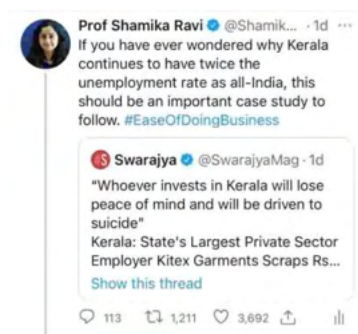 Prof Shamika Ravi @Shamik... · 1d
If you have ever wondered why Kerala
continues to have twice the
unemployment rate as all-India, this
should be an important case study to
follow. #EaseOfDoingBusiness
Swarajya @SwarajyaMag · 1d
"Whoever invests in Kerala will lose
peace of mind and will be driven to
suicide"
Kerala: State's Largest Private Sector
Employer Kitex Garments Scraps Rs...
Show this thread
113 1,211 3,692